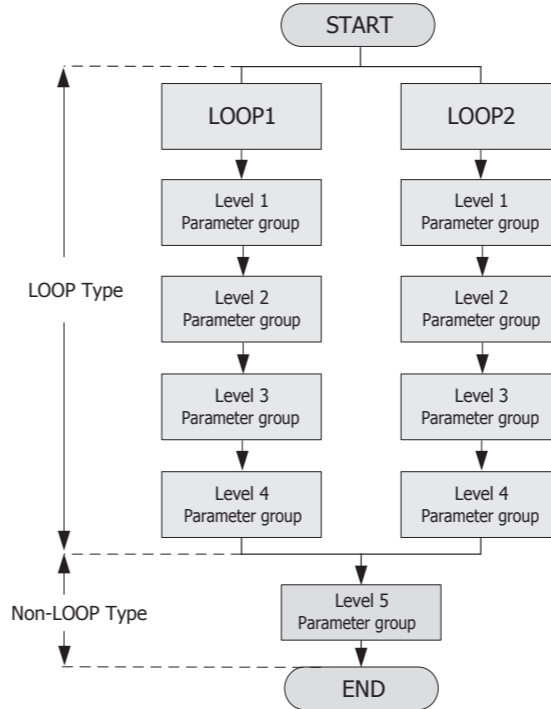 START
LOOP1
LOOP2
Level 1
Parameter group
Level 1
Parameter group
Level 2
Parameter group
Level 2
Parameter group
LOOP Type
Level 3
Parameter group
Level 3
Parameter group
Level 4
Parameter group
Level 4
Parameter group
Level 5
Parameter group
Non-LOOP Type
END